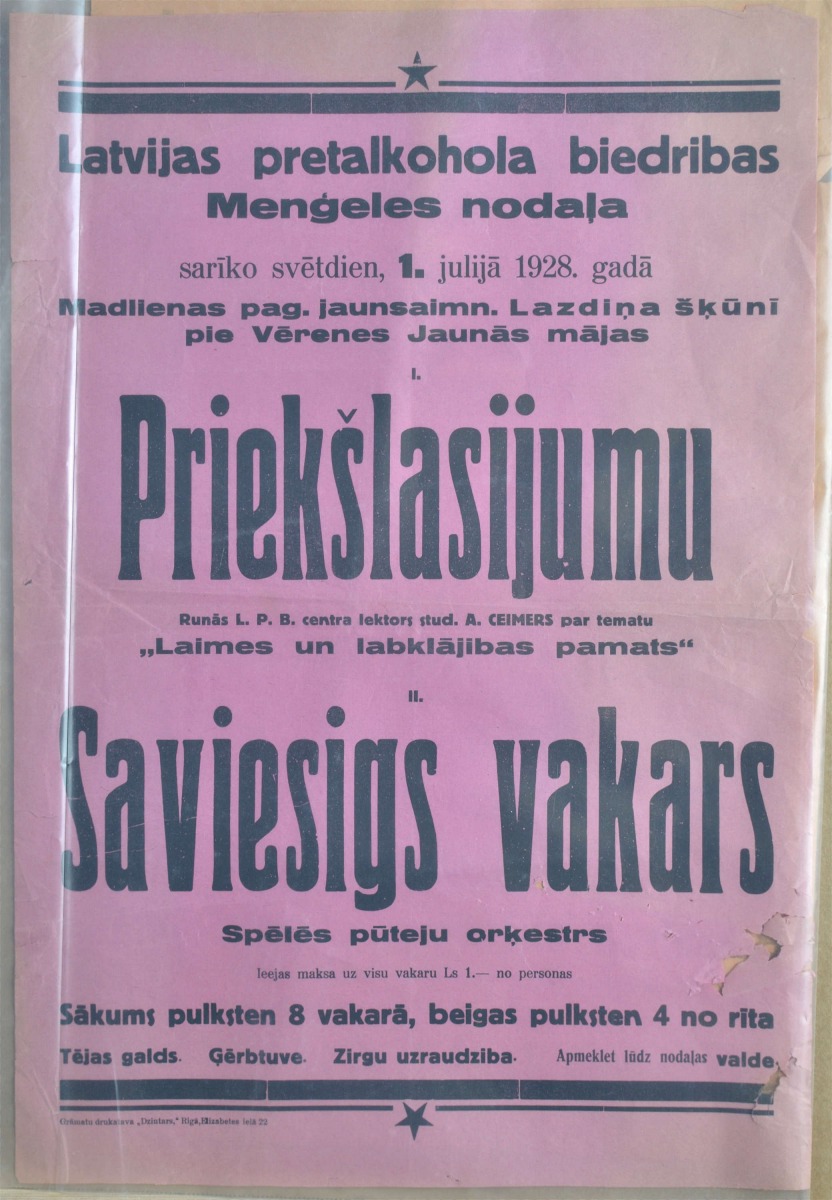 Latvijas pretalkohola biedribas
Menģeles nodaļa
sarīko svētdien, 1. julijā 1928. gadā
Madlienas pag. jaunsaimn. Lazdiņa šķūnī
pie Vērenes Jaunās mājas
I.
Priekšlasijumu
Runās L. P. B. centra lektors stud. A. CEIMERS par tematu
„Laimes un labklājibas pamats“
II.
Saviesigs vakars
Spēlēs pūteju orķestrs
Ieejas maksa uz visu vakaru Ls 1.— no personas
Sākums pulksten 8 vakarā, beigas pulksten 4 no rīta
Tējas galds. Ģērbtuve. Zirgu uzraudziba. Apmeklet lūdz nodaļas valde.
Grāmatu drukatava „Dzintars,“ Rigā,Elizabetes ielā 22